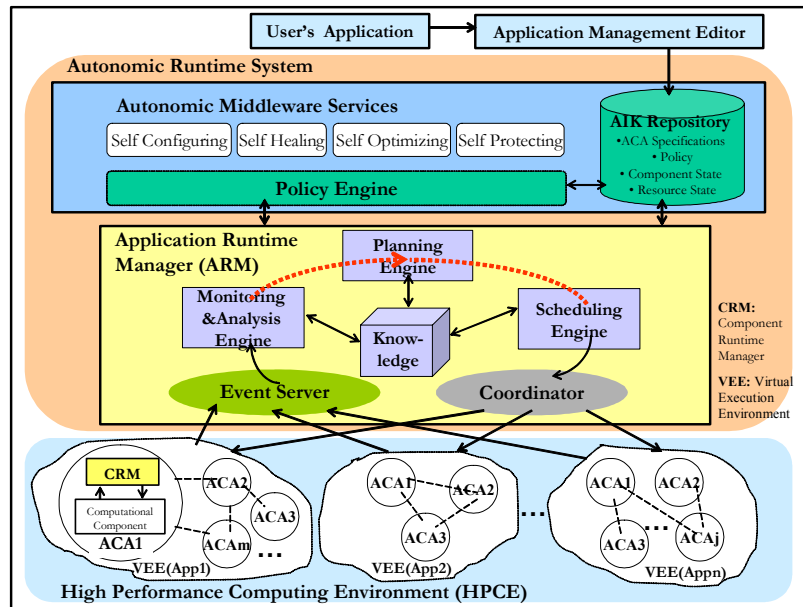 User's Application
Application Management Editor
Autonomic Runtime System
Autonomic Middleware Services
Self Configuring
Self Healing
Self Optimizing
Self Protecting
Policy Engine
AIK Repository
•ACA Specifications
• Policy
• Component State
• Resource State
Application Runtime
Manager (ARM)
Planning
Engine
Monitoring
&Analysis
Engine
Know-
ledge
Scheduling
Engine
Event Server
Coordinator
CRM:
Component
Runtime
Manager
VEE: Virtual
Execution
Environment
CRM
Computational
Component
ACA1
ACA2
ACA3
ACAm
...
VEE(App1)
ACA1
ACA2
ACA3
VEE(App2)
...
ACA1
ACA2
...
ACA3
ACAj
VEE(Appn)
High Performance Computing Environment (HPCE)